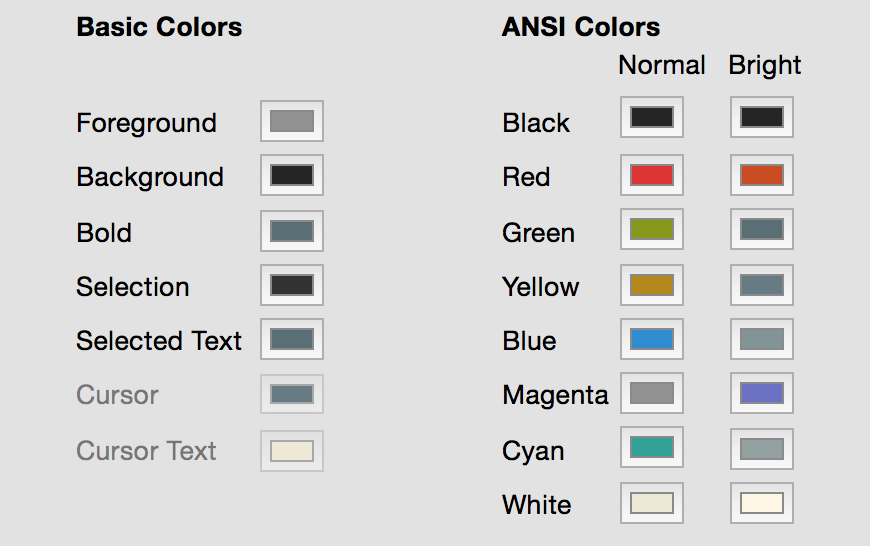 Basic Colors
Foreground
Background
Bold
Selection
Selected Text
Cursor
Cursor Text
ANSI Colors
Normal Bright
Black
Red
Green
Yellow
Blue
Magenta
Cyan
White